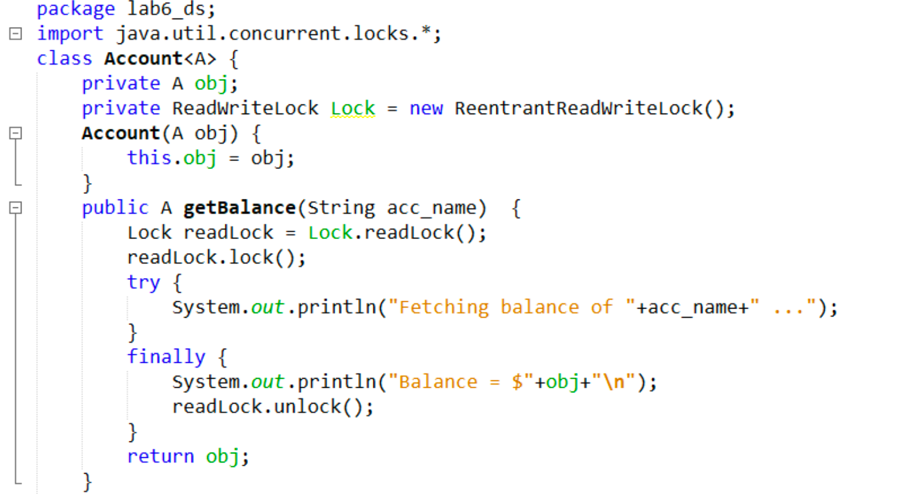 package lab6_ds;
import java.util.concurrent.locks.*;
class Account<A> {
    private A obj;
    private ReadWriteLock Lock = new ReentrantReadWriteLock();
    Account(A obj) {
        this.obj = obj;
    }
    public A getBalance(String acc_name)  {
        Lock readLock = Lock.readLock();
        readLock.lock();
        try {
            System.out.println("Fetching balance of "+acc_name+" ...");
        }
        finally {
            System.out.println("Balance = $"+obj+"\n");
            readLock.unlock();
        }
        return obj;
    }